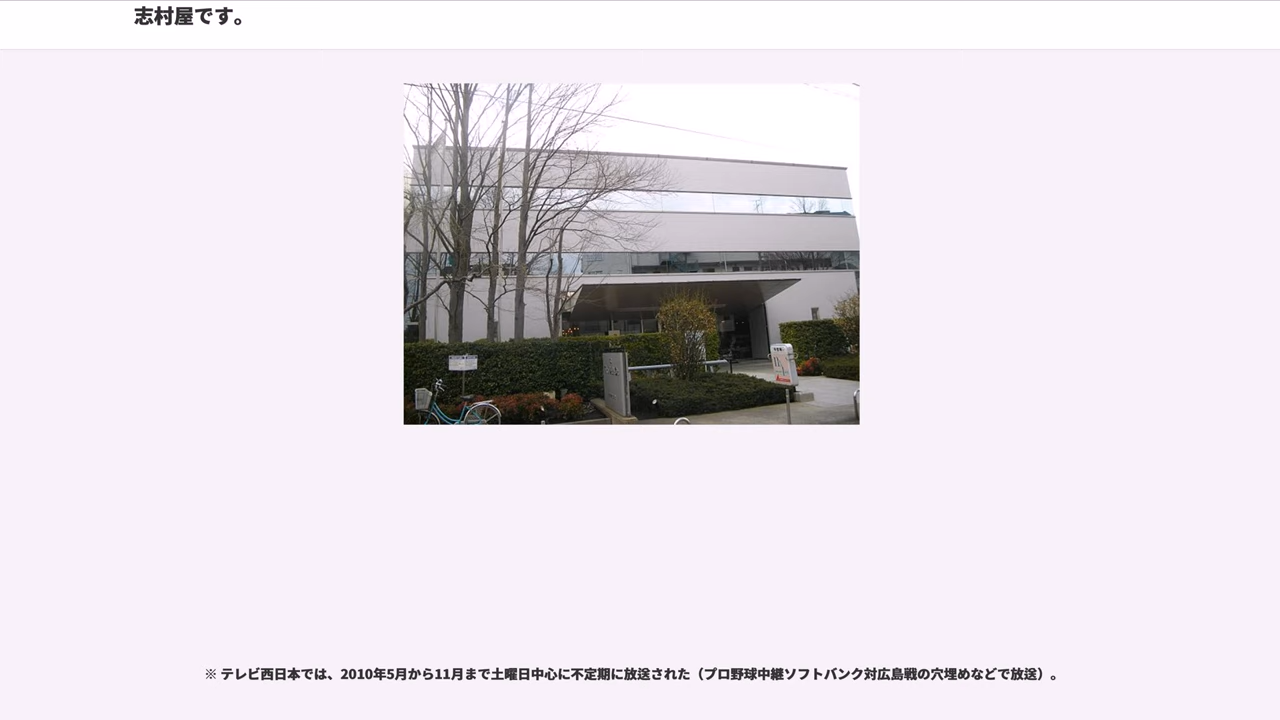 志村屋です。
※ テレビ西日本では、2010年5月から11月まで土曜日中心に不定期に放送された（プロ野球中継ソフトバンク対広島戦の穴埋めなどで放送）。